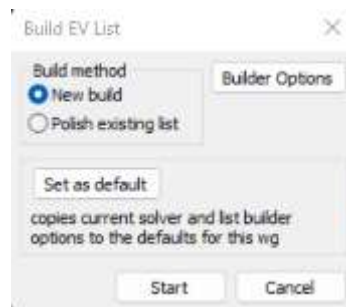 Build EV List
Build method
New build
Polish existing list
Builder Options
Set as default
copies current solver and list builder
options to the defaults for this wg
Start
Cancel